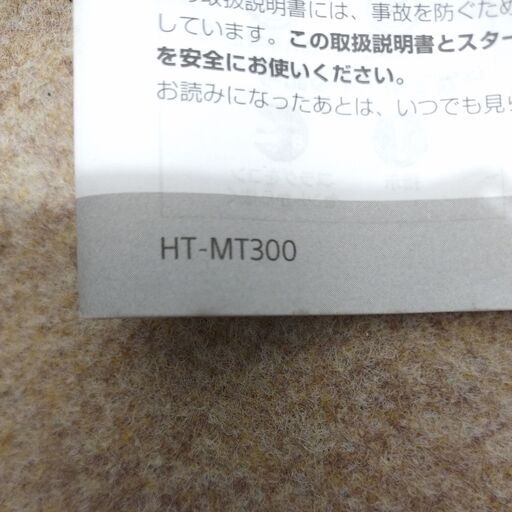 取扱説明書には、事故を防ぐため
しています。この取扱説明書とスター
を安全にお使いください。
お読みになったあとは、いつでも見
HT-MT300